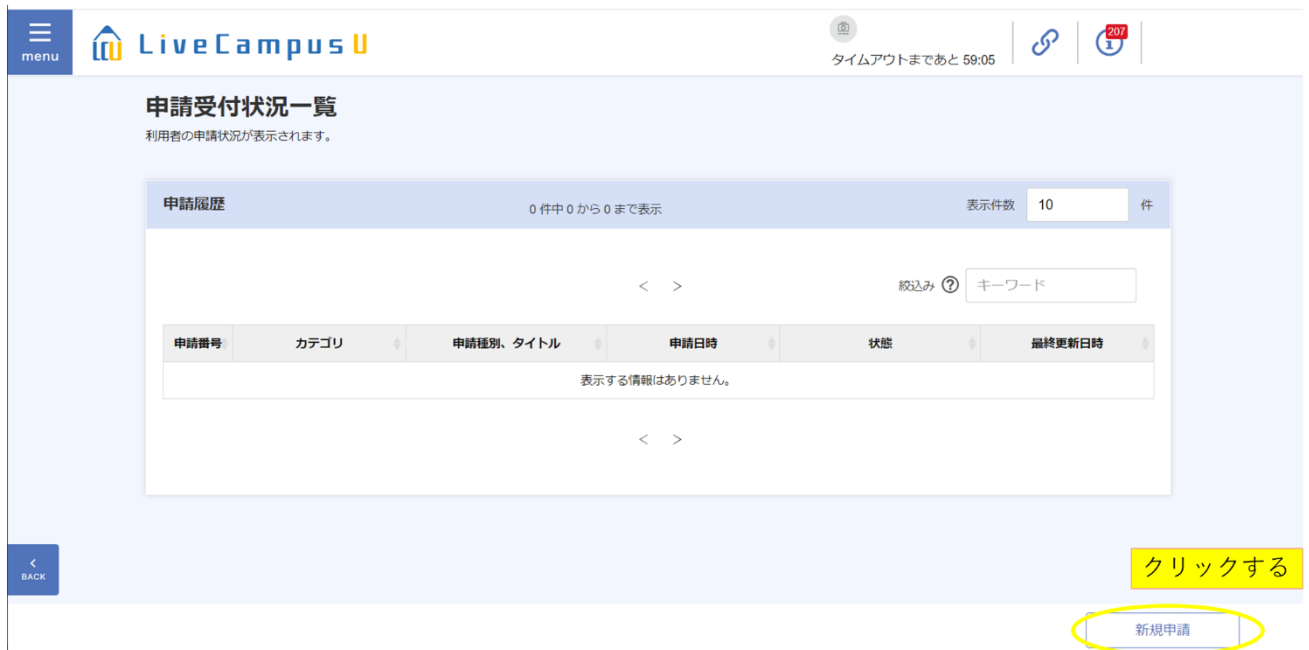 menu
LCU LiveCampusU
タイムアウトまであと 59:05
207
申請受付状況一覧
利用者の申請状況が表示されます。
申請履歴 0 件中 0 から 0 まで表示 表示件数 10 件
< > 絞込み ? キーワード
申請番号 カテゴリ 申請種別、タイトル 申請日時 状態 最終更新日時
表示する情報はありません。
< >
< BACK
クリックする
新規申請